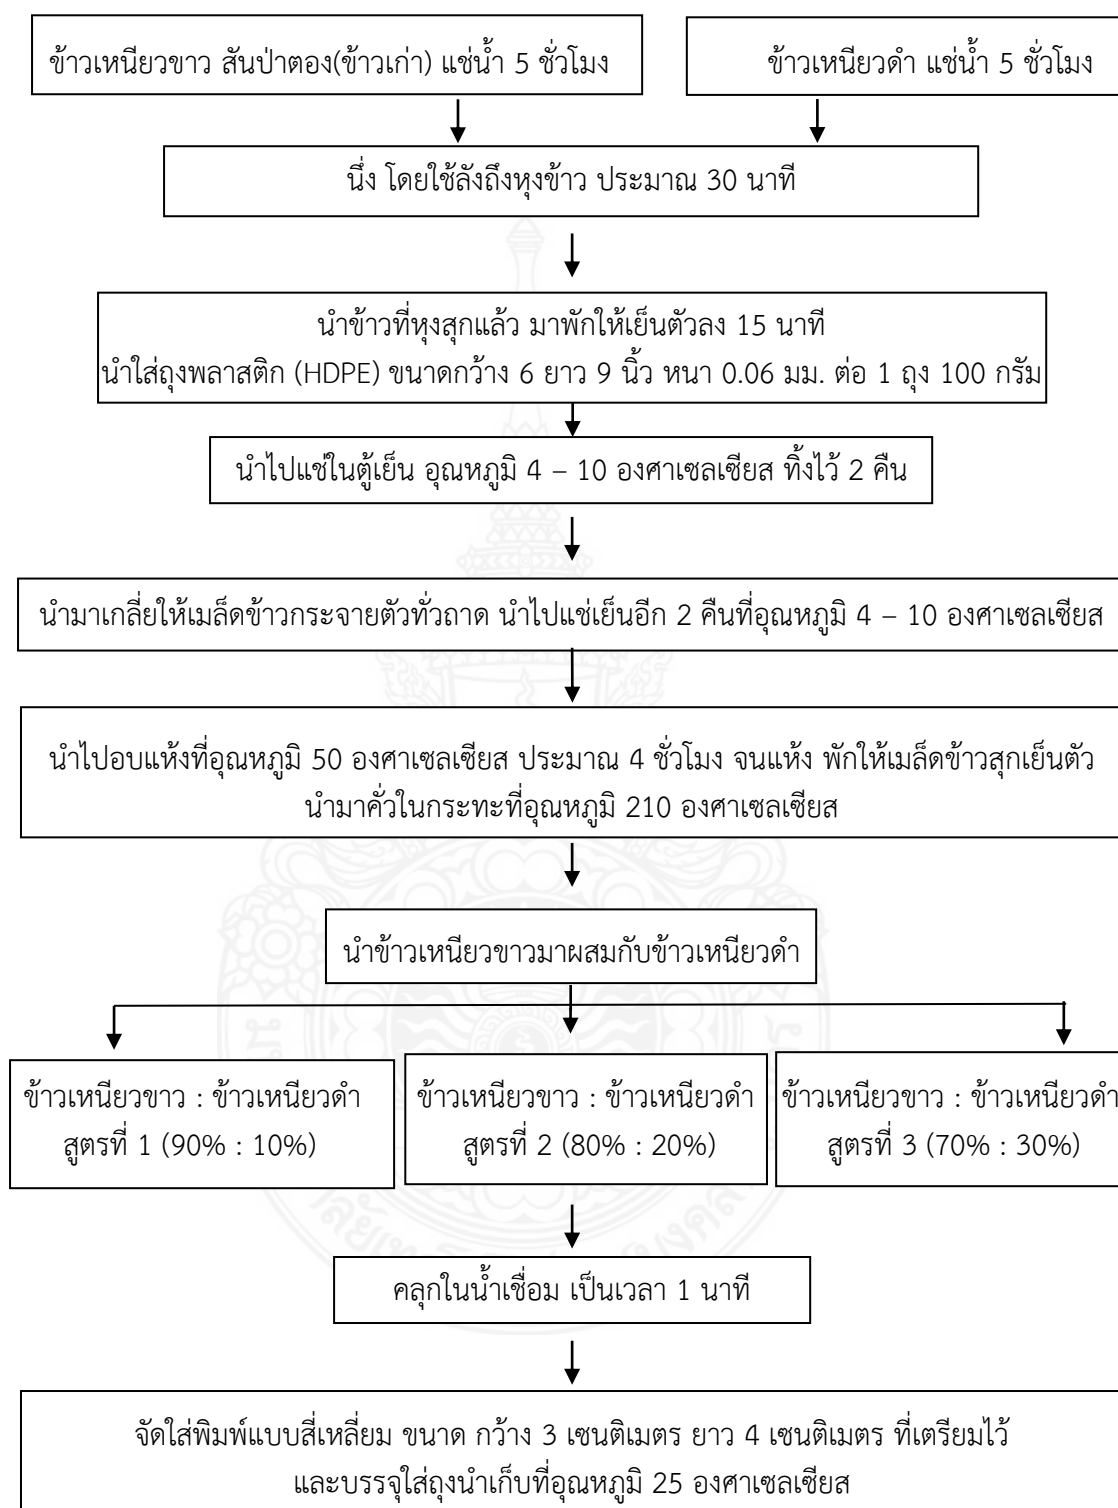 ข้าวเหนียวขาว สันป่าตอง(ข้าวเก่า) แช่น้ำ 5 ชั่วโมง
ข้าวเหนียวดำ แช่น้ำ 5 ชั่วโมง
นึ่ง โดยใช้ลังถึงหุงข้าว ประมาณ 30 นาที
นำข้าวที่หุงสุกแล้ว มาพักให้เย็นตัวลง 15 นาที
นำใส่ถุงพลาสติก (HDPE) ขนาดกว้าง 6 ยาว 9 นิ้ว หนา 0.06 มม. ต่อ 1 ถุง 100 กรัม
นำไปแช่ในตู้เย็น อุณหภูมิ 4 – 10 องศาเซลเซียส ทิ้งไว้ 2 คืน
นำมาเกลี่ยให้เมล็ดข้าวกระจายตัวทั่วถาด นำไปแช่เย็นอีก 2 คืนที่อุณหภูมิ 4 – 10 องศาเซลเซียส
นำไปอบแห้งที่อุณหภูมิ 50 องศาเซลเซียส ประมาณ 4 ชั่วโมง จนแห้ง พักให้เมล็ดข้าวสุกเย็นตัว
นำมาคั่วในกระทะที่อุณหภูมิ 210 องศาเซลเซียส
นำข้าวเหนียวขาวมาผสมกับข้าวเหนียวดำ
ข้าวเหนียวขาว : ข้าวเหนียวดำ
สูตรที่ 1 (90% : 10%)
ข้าวเหนียวขาว : ข้าวเหนียวดำ
สูตรที่ 2 (80% : 20%)
ข้าวเหนียวขาว : ข้าวเหนียวดำ
สูตรที่ 3 (70% : 30%)
คลุกในน้ำเชื่อม เป็นเวลา 1 นาที
จัดใส่พิมพ์แบบสี่เหลี่ยม ขนาด กว้าง 3 เซนติเมตร ยาว 4 เซนติเมตร ที่เตรียมไว้
และบรรจุใส่ถุงนำเก็บที่อุณหภูมิ 25 องศาเซลเซียส